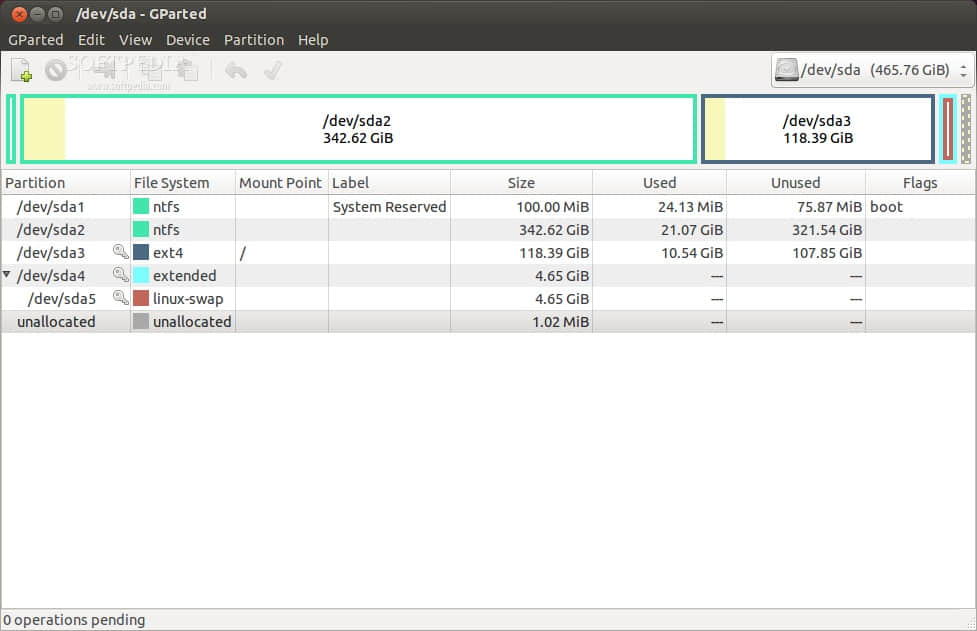 /dev/sda - GParted
GParted Edit View Device Partition Help
SOFTPEDIA
www.softpedia.com
/dev/sda (465.76 GiB)
/dev/sda2
342.62 GiB
/dev/sda3
118.39 GiB
Partition File System Mount Point Label Size Used Unused Flags
/dev/sda1 ntfs System Reserved 100.00 MiB 24.13 MiB 75.87 MiB boot
/dev/sda2 ntfs 342.62 GiB 21.07 GiB 321.54 GiB
/dev/sda3 ext4 / 118.39 GiB 10.54 GiB 107.85 GiB
/dev/sda4 extended 4.65 GiB --- ---
/dev/sda5 linux-swap 4.65 GiB --- ---
unallocated unallocated 1.02 MiB --- ---
0 operations pending